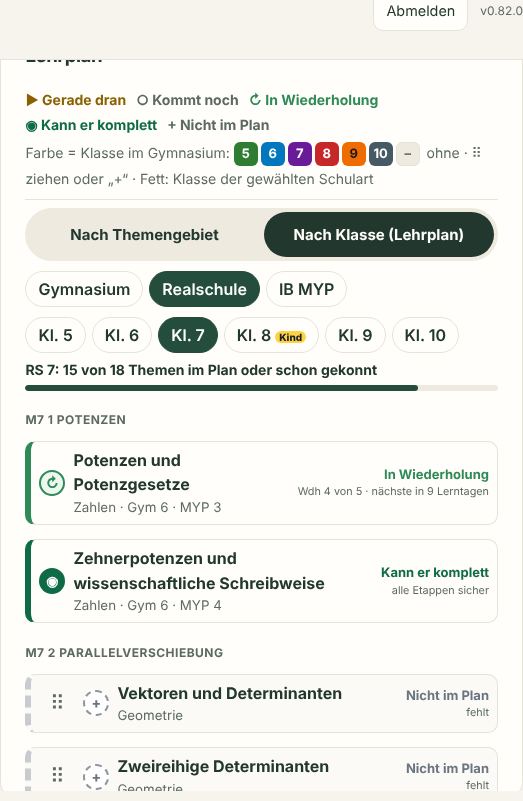 Abmelden v0.82.0
Lehrplan
▶ Gerade dran ○ Kommt noch ↻ In Wiederholung
◉ Kann er komplett + Nicht im Plan
Farbe = Klasse im Gymnasium: 5 6 7 8 9 10 – ohne · ⠿
ziehen oder „+“ · Fett: Klasse der gewählten Schulart
Nach Themengebiet Nach Klasse (Lehrplan)
Gymnasium Realschule IB MYP
Kl. 5 Kl. 6 Kl. 7 Kl. 8 Kind Kl. 9 Kl. 10
RS 7: 15 von 18 Themen im Plan oder schon gekonnt
M7 1 POTENZEN
Potenzen und
Potenzgesetze
Zahlen · Gym 6 · MYP 3
In Wiederholung
Wdh 4 von 5 · nächste in 9 Lerntagen
Zehnerpotenzen und
wissenschaftliche Schreibweise
Zahlen · Gym 6 · MYP 4
Kann er komplett
alle Etappen sicher
M7 2 PARALLELVERSCHIEBUNG
Vektoren und Determinanten
Geometrie
Nicht im Plan
fehlt
Zweireihige Determinanten
Geometrie
Nicht im Plan
fehlt